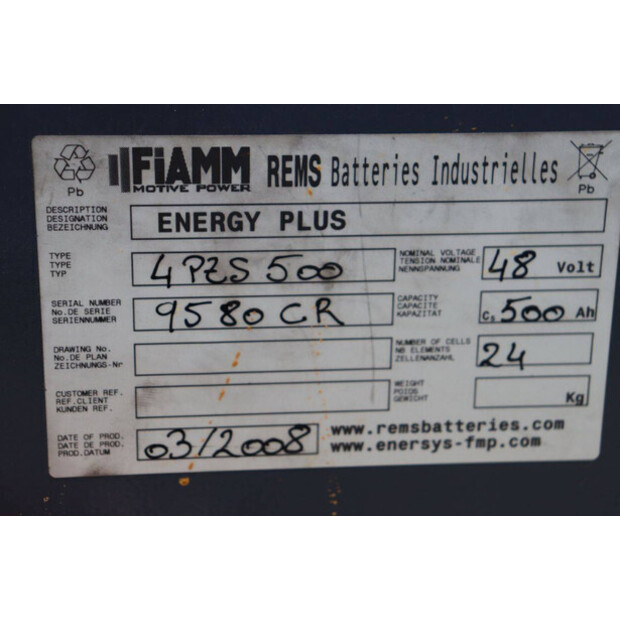 FIAMM REMS Batteries Industrielles
MOTIVE POWER
Pb
Pb
DESCRIPTION
DESIGNATION
BEZEICHNUNG
ENERGY PLUS
TYPE
TYPE
TYP
4 PZS 500
NOMINAL VOLTAGE
TENSION NOMINALE
NENNSPANNUNG
48 Volt
SERIAL NUMBER
No.DE SERIE
SERIENNUMMER
9580 CR
CAPACITY
CAPACITE
KAPAZITAT
C5 500 Ah
DRAWING No.
No.DE PLAN
ZEICHNUNGS-Nr
NUMBER OF CELLS
NB ELEMENTS
ZELLENANZAHL
24
CUSTOMER REF.
REF.CLIENT
KUNDEN REF.
WEIGHT
POIDS
GEWICHT
Kg
DATE OF PROD.
DATE DE PROD.
PROD.DATUM
03/2008
www.remsbatteries.com
www.enersys-fmp.com